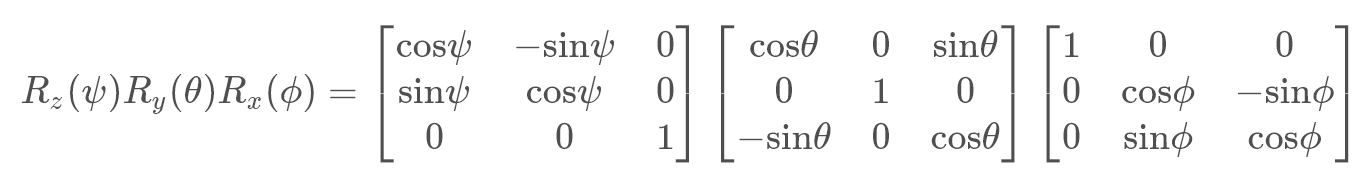 R_z(ψ)R_y(θ)R_x(ϕ) = [cosψ −sinψ 0; sinψ cosψ 0; 0 0 1] [cosθ 0 sinθ; 0 1 0; −sinθ 0 cosθ] [1 0 0; 0 cosϕ −sinϕ; 0 sinϕ cosϕ]